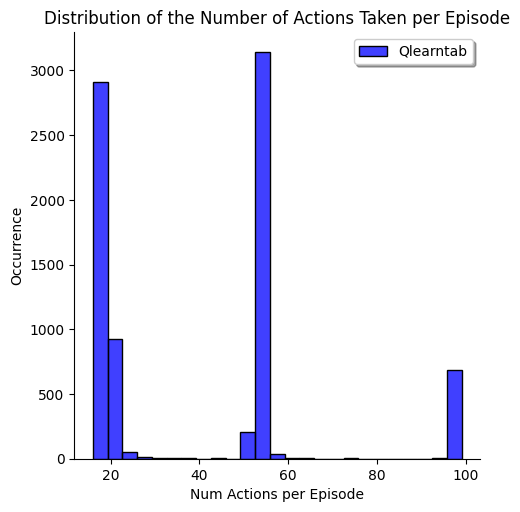 Distribution of the Number of Actions Taken per Episode
Qlearntab
3000
2500
2000
1500
1000
500
0
Occurrence
20 40 60 80 100
Num Actions per Episode